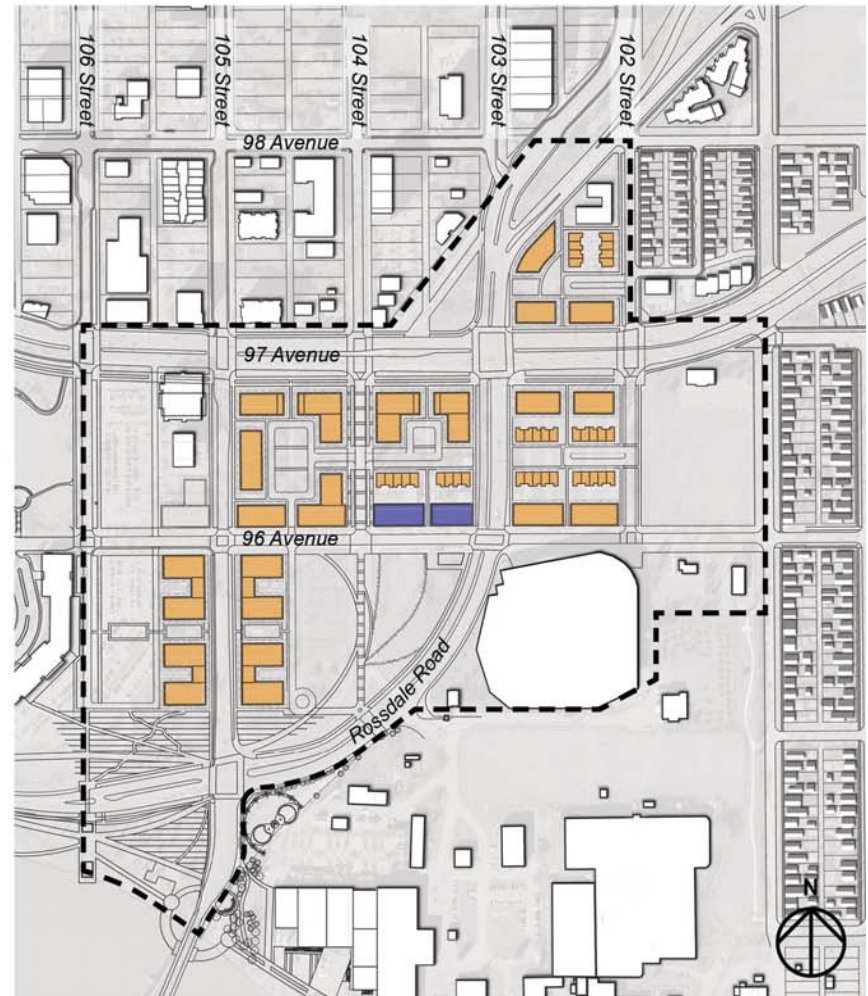 106 Street
105 Street
104 Street
103 Street
102 Street
98 Avenue
97 Avenue
96 Avenue
Rossdale Road
N